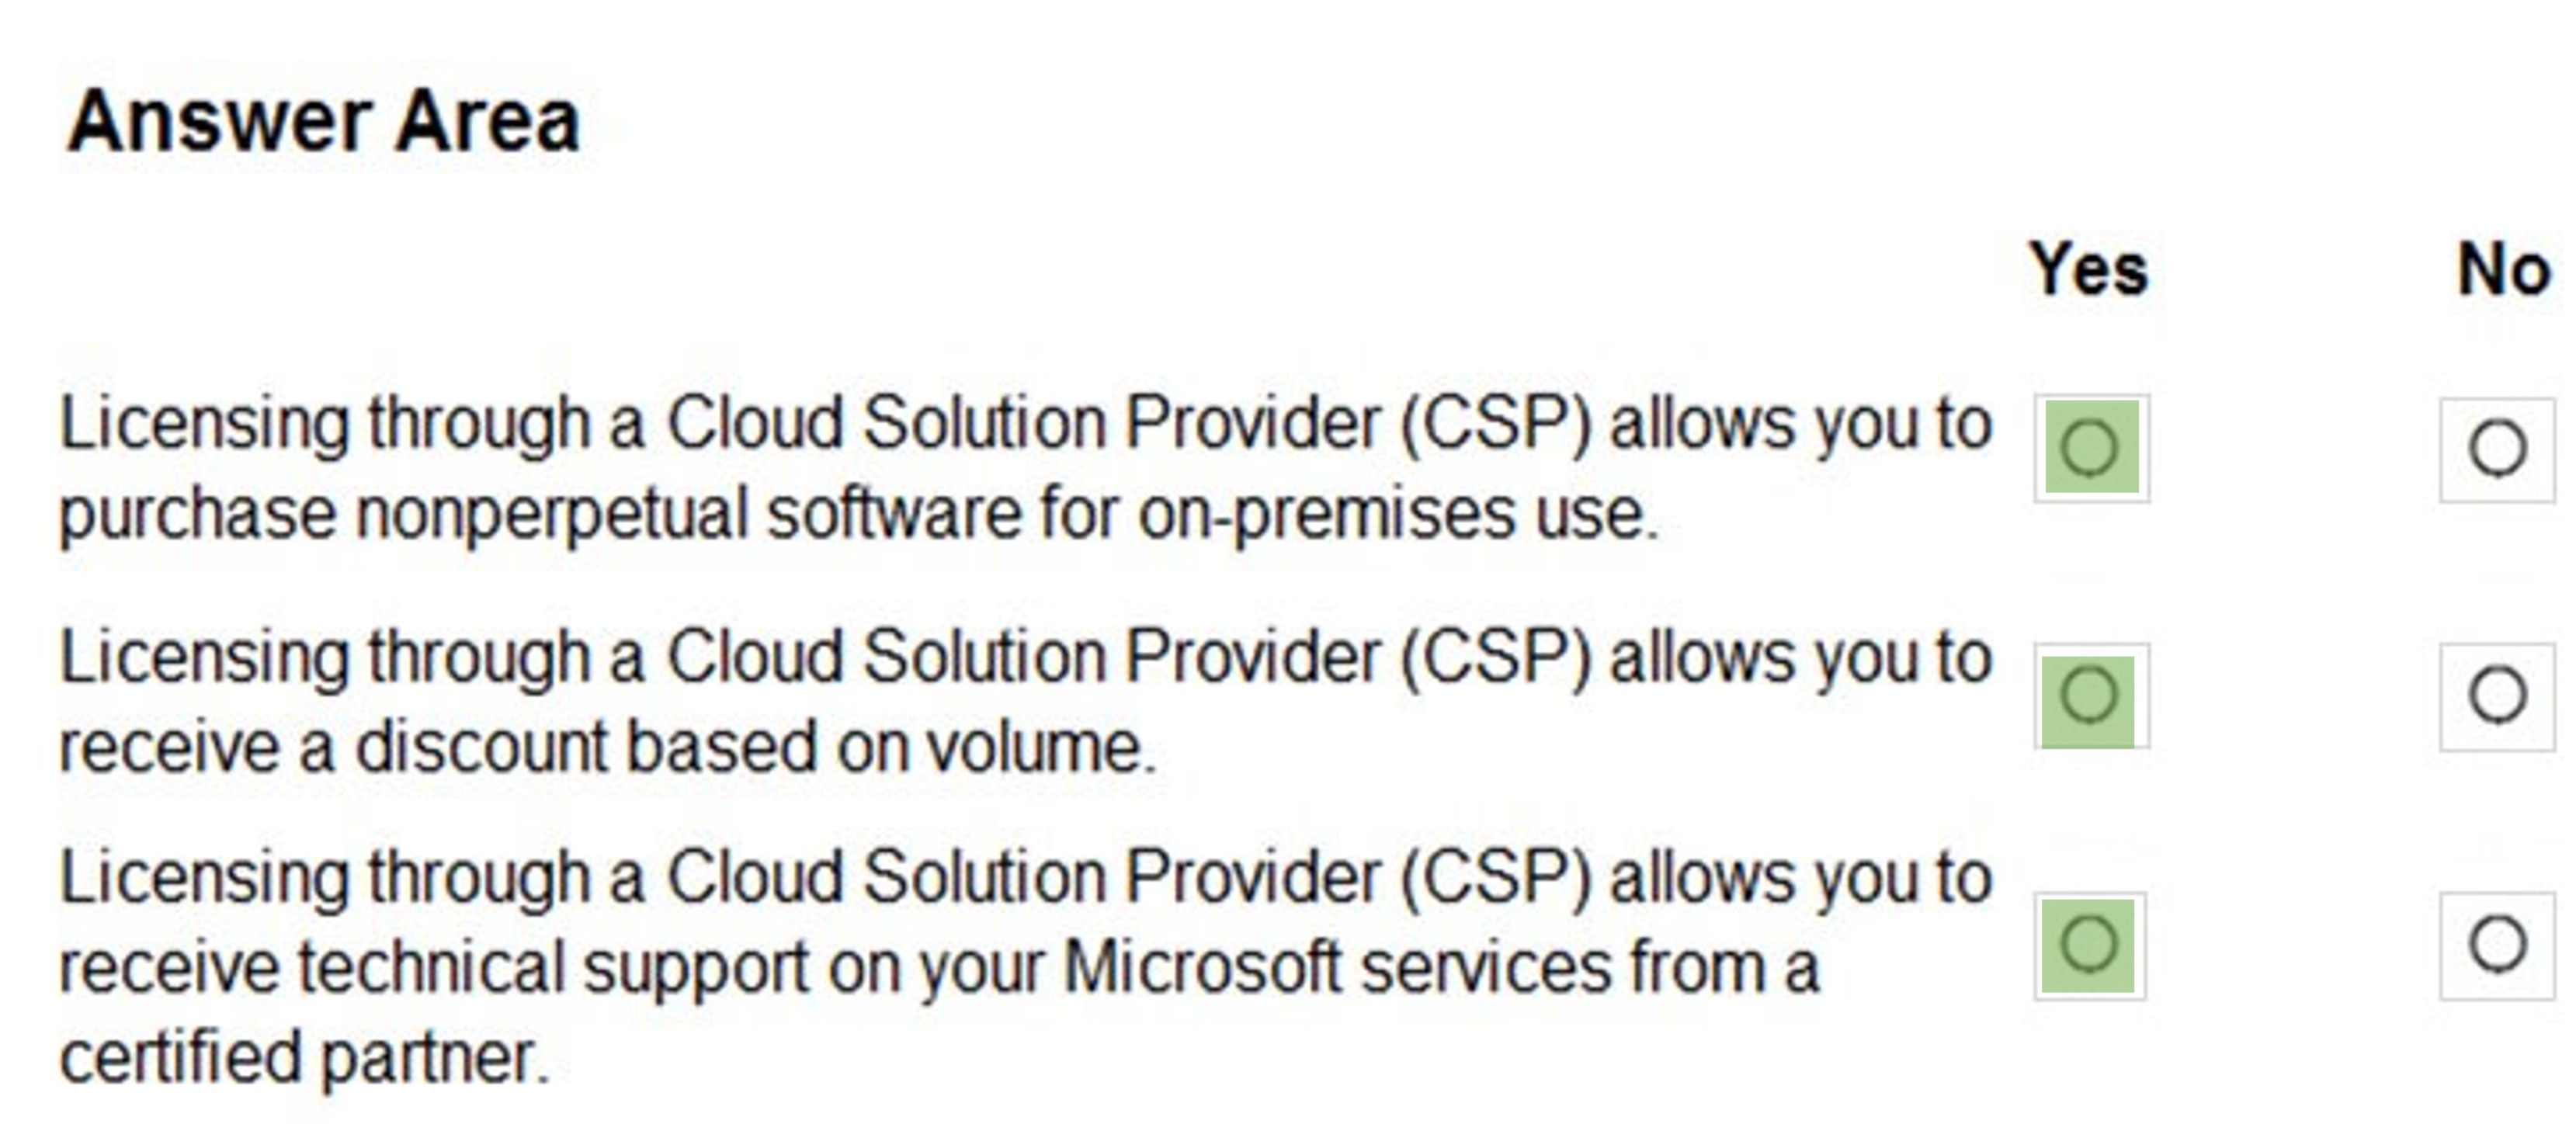 Answer Area
Yes No
Licensing through a Cloud Solution Provider (CSP) allows you to
purchase nonperpetual software for on-premises use.
Licensing through a Cloud Solution Provider (CSP) allows you to
receive a discount based on volume.
Licensing through a Cloud Solution Provider (CSP) allows you to
receive technical support on your Microsoft services from a
certified partner.